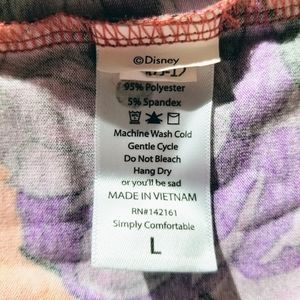 ©Disney
95% Polyester
5% Spandex
Machine Wash Cold
Gentle Cycle
Do Not Bleach
Hang Dry
or you'll be sad
MADE IN VIETNAM
RN#142161
Simply Comfortable
L